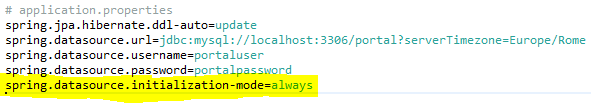 # application.properties
spring.jpa.hibernate.ddl-auto=update
spring.datasource.url=jdbc:mysql://localhost:3306/portal?serverTimezone=Europe/Rome
spring.datasource.username=portaluser
spring.datasource.password=portalpassword
spring.datasource.initialization-mode=always